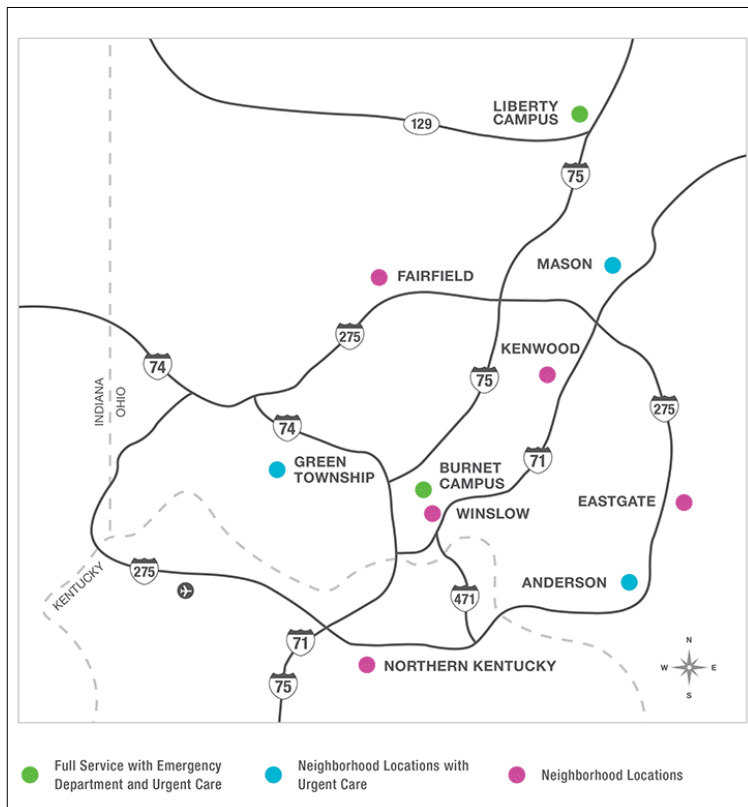 LIBERTY
CAMPUS
129
75
MASON
FAIRFIELD
275
KENWOOD
74
75
275
INDIANA
OHIO
74
GREEN
TOWNSHIP
BURNET
CAMPUS
71
WINSLOW
EASTGATE
KENTUCKY
275
ANDERSON
471
71
NORTHERN KENTUCKY
75
N
W
E
S
Full Service with Emergency
Department and Urgent Care
Neighborhood Locations with
Urgent Care
Neighborhood Locations